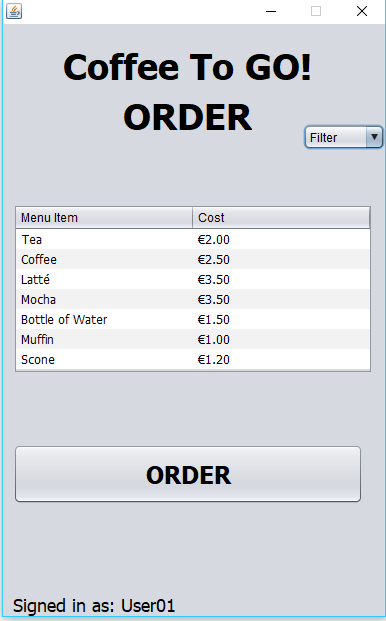 Coffee To GO!
ORDER
Filter
Menu Item Cost
Tea €2.00
Coffee €2.50
Latté €3.50
Mocha €3.50
Bottle of Water €1.50
Muffin €1.00
Scone €1.20
ORDER
Signed in as: User01